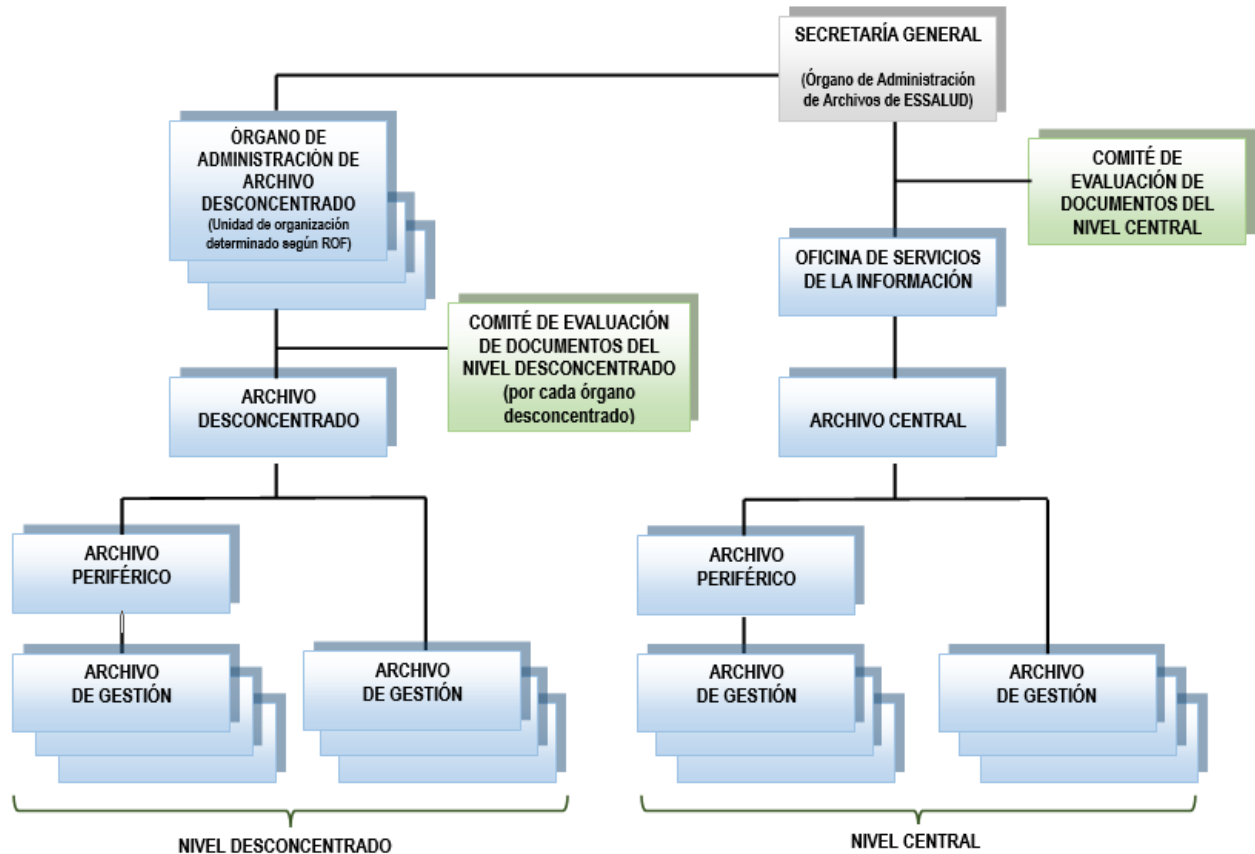 SECRETARÍA GENERAL
(Órgano de Administración
de Archivos de ESSALUD)
ÓRGANO DE
ADMINISTRACIÓN DE
ARCHIVO
DESCONCENTRADO
(Unidad de organización
determinado según ROF)
COMITÉ DE
EVALUACIÓN DE
DOCUMENTOS DEL
NIVEL CENTRAL
OFICINA DE SERVICIOS
DE LA INFORMACIÓN
COMITÉ DE EVALUACIÓN
DE DOCUMENTOS DEL
NIVEL DESCONCENTRADO
(por cada órgano
desconcentrado)
ARCHIVO
DESCONCENTRADO
ARCHIVO CENTRAL
ARCHIVO
PERIFÉRICO
ARCHIVO
PERIFÉRICO
ARCHIVO
DE GESTIÓN
ARCHIVO
DE GESTIÓN
ARCHIVO
DE GESTIÓN
ARCHIVO
DE GESTIÓN
NIVEL DESCONCENTRADO
NIVEL CENTRAL